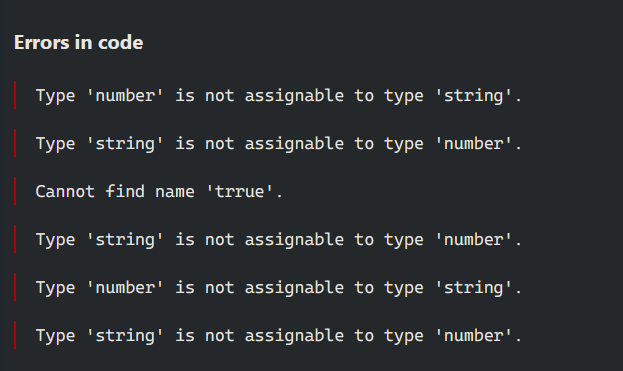 Errors in code
Type 'number' is not assignable to type 'string'.
Type 'string' is not assignable to type 'number'.
Cannot find name 'trrue'.
Type 'string' is not assignable to type 'number'.
Type 'number' is not assignable to type 'string'.
Type 'string' is not assignable to type 'number'.